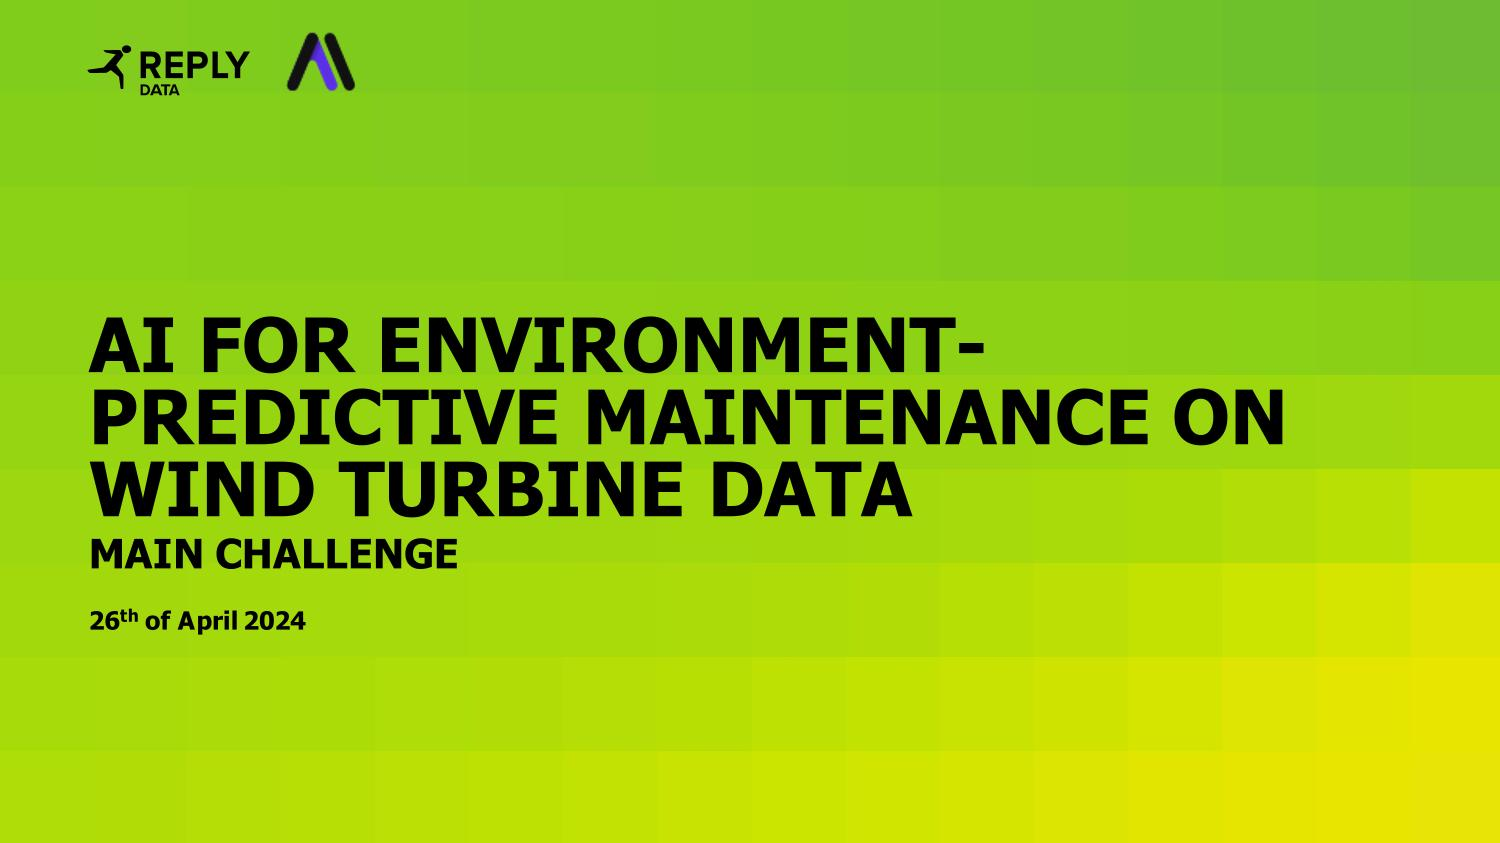 REPLY
DATA
AI FOR ENVIRONMENT-
PREDICTIVE MAINTENANCE ON
WIND TURBINE DATA
MAIN CHALLENGE
26th of April 2024